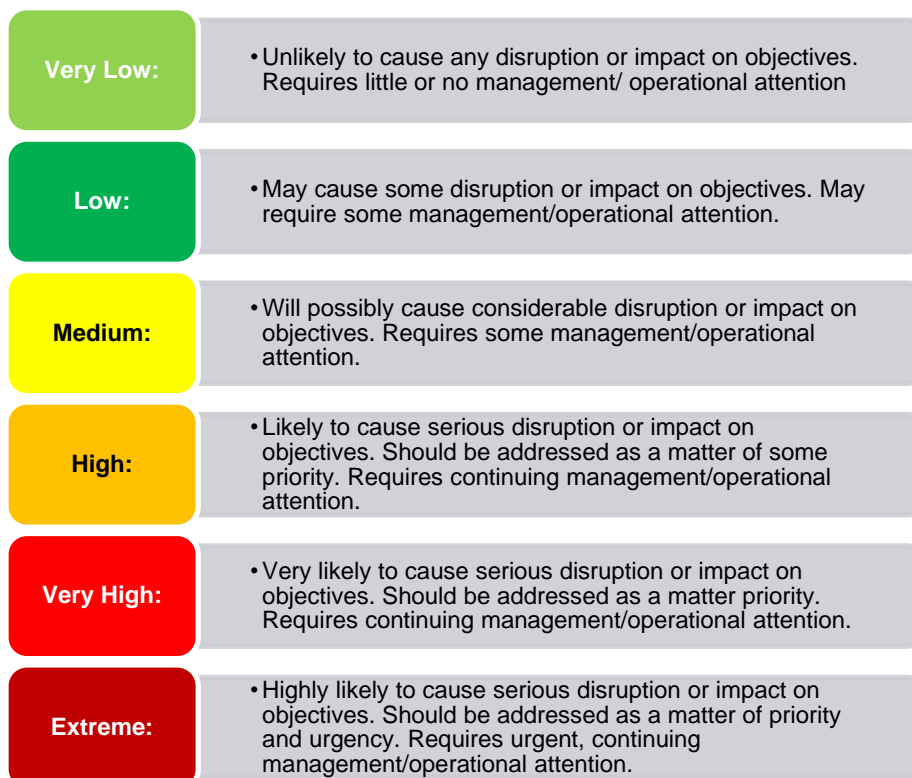 Very Low:
• Unlikely to cause any disruption or impact on objectives.
Requires little or no management/ operational attention
Low:
• May cause some disruption or impact on objectives. May
require some management/operational attention.
Medium:
• Will possibly cause considerable disruption or impact on
objectives. Requires some management/operational
attention.
High:
• Likely to cause serious disruption or impact on
objectives. Should be addressed as a matter of some
priority. Requires continuing management/operational
attention.
Very High:
• Very likely to cause serious disruption or impact on
objectives. Should be addressed as a matter priority.
Requires continuing management/operational attention.
Extreme:
• Highly likely to cause serious disruption or impact on
objectives. Should be addressed as a matter of priority
and urgency. Requires urgent, continuing
management/operational attention.